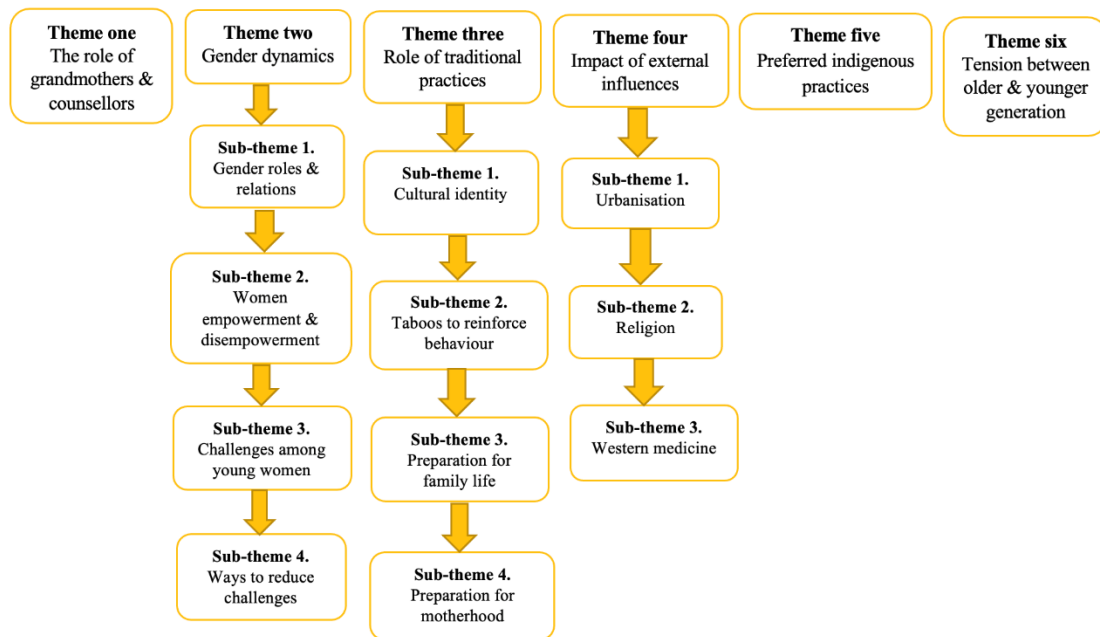 Theme one
The role of
grandmothers &
counsellors
Theme two
Gender dynamics
Theme three
Role of traditional
practices
Theme four
Impact of external
influences
Theme five
Preferred indigenous
practices
Theme six
Tension between
older & younger
generation
Sub-theme 1.
Gender roles &
relations
Sub-theme 2.
Women
empowerment &
disempowerment
Sub-theme 3.
Challenges among
young women
Sub-theme 4.
Ways to reduce
challenges
Sub-theme 1.
Cultural identity
Sub-theme 2.
Taboos to reinforce
behaviour
Sub-theme 3.
Preparation for
family life
Sub-theme 4.
Preparation for
motherhood
Sub-theme 1.
Urbanisation
Sub-theme 2.
Religion
Sub-theme 3.
Western medicine